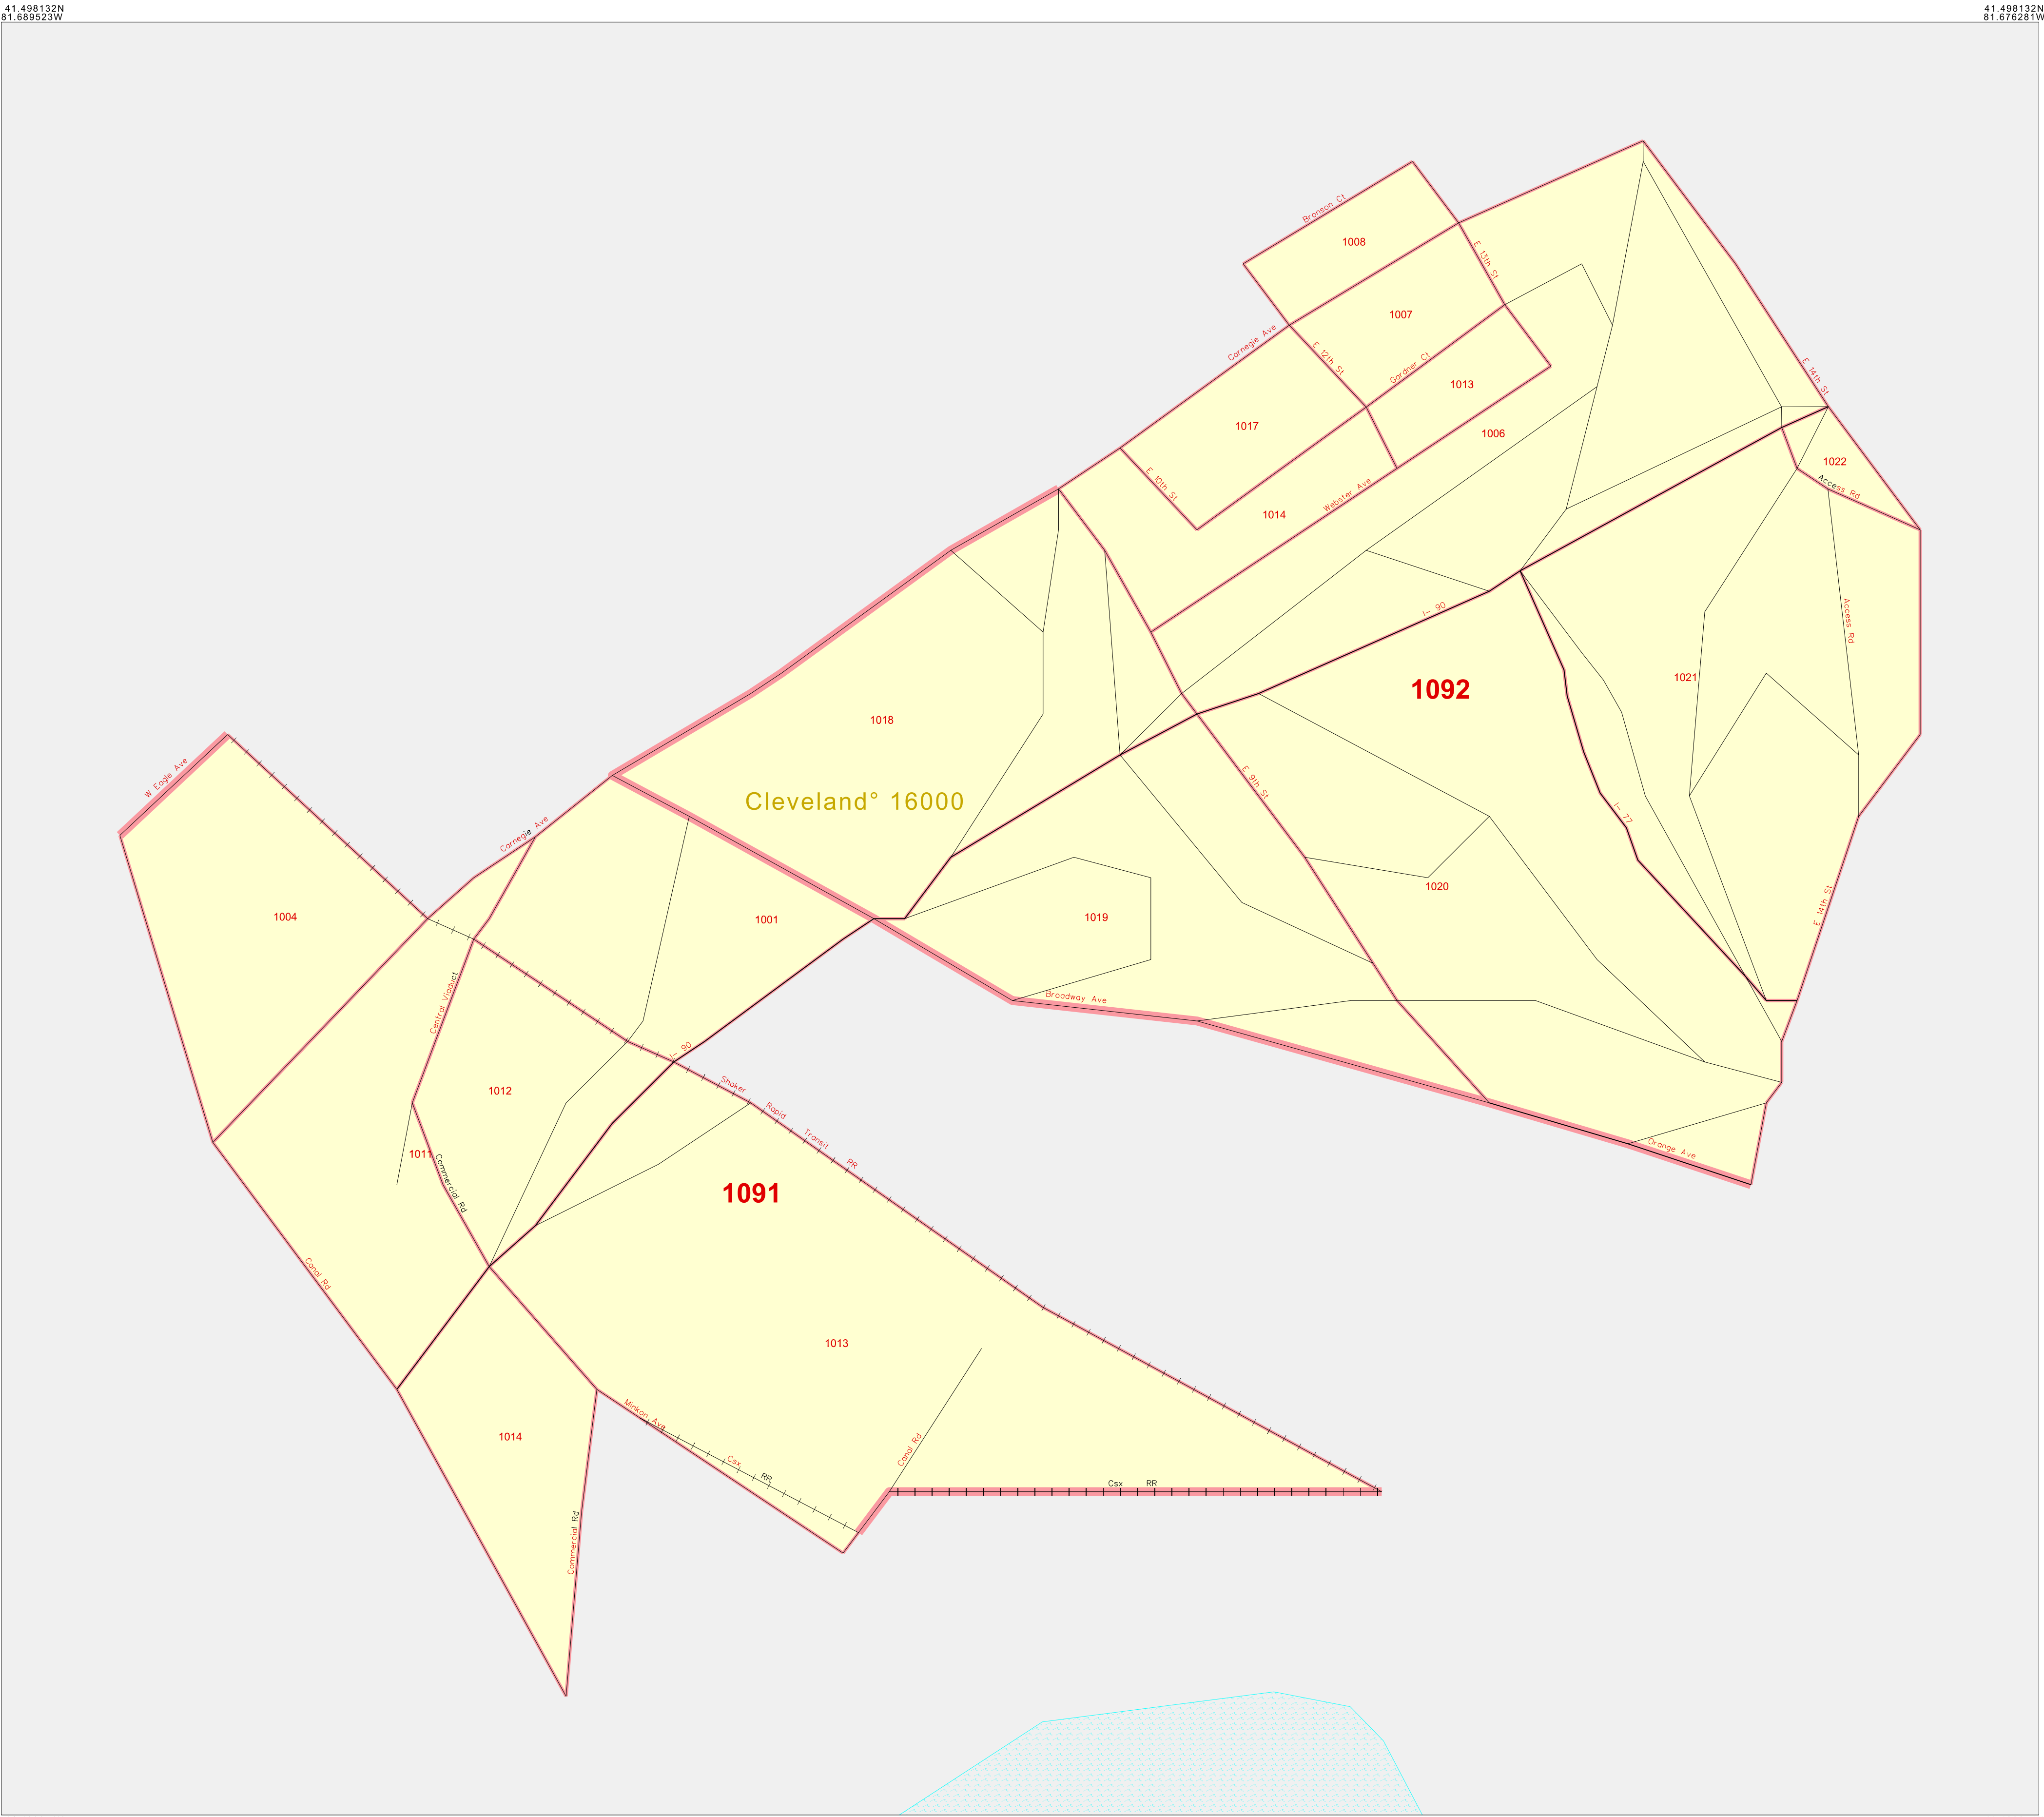 41.498132N
81.689523W
41.498132N
81.676281W
Bronson Ct
1008
E 13th St
1007
Carnegie Ave
E 12th St
Gardner Ct
1013
E 14th St
1017
1006
1022
E 10th St
Access Rd
1014
Webster Ave
I- 90
Access Rd
1021
1092
1018
W Eagle Ave
E 9th St
Cleveland° 16000
I- 77
Carnegie Ave
1020
1004
1001
1019
E 14th St
Central Viaduct
Broadway Ave
I- 90
Shaker Rapid Transit RR
1012
Orange Ave
1011
Commercial Rd
1091
Canal Rd
1013
Minkon Ave
1014
Canal Rd
Csx RR
Csx RR
Commercial Rd